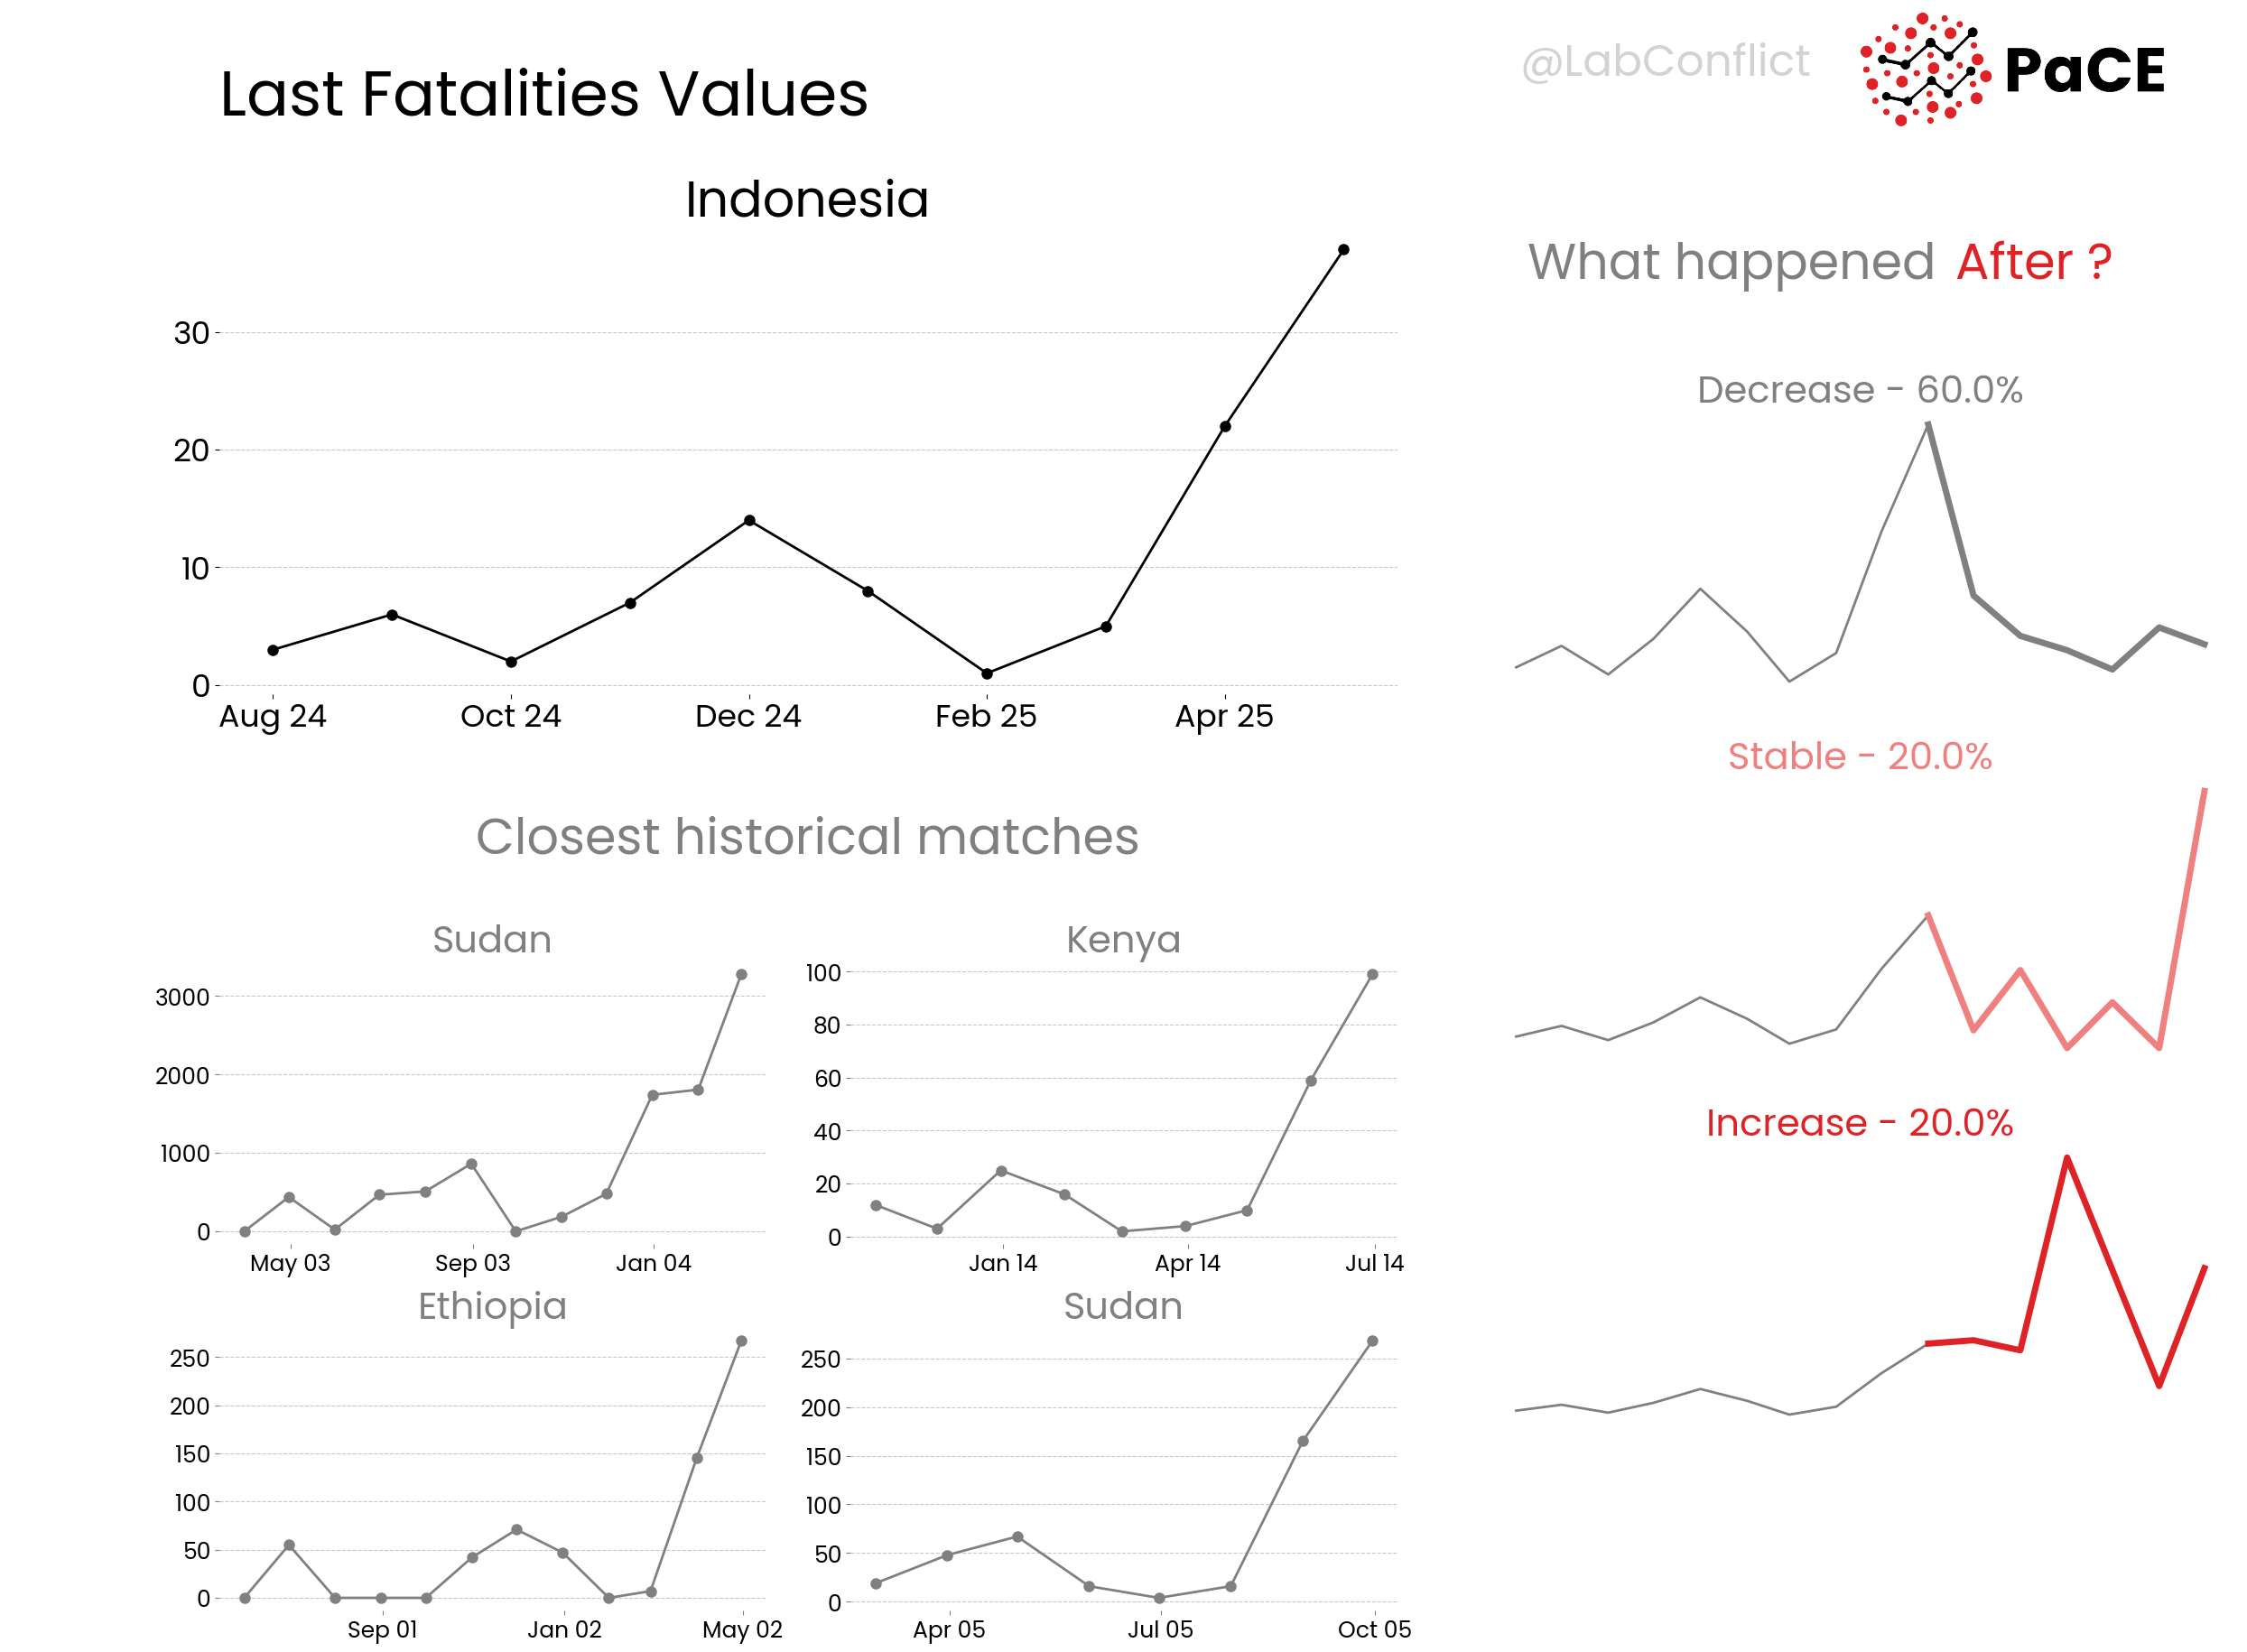 Last Fatalities Values
@LabConflict
PaCE
Indonesia
30
20
10
0
Aug 24 Oct 24 Dec 24 Feb 25 Apr 25
What happened After ?
Decrease - 60.0%
Stable - 20.0%
Increase - 20.0%
Closest historical matches
Sudan
3000
2000
1000
0
May 03 Sep 03 Jan 04
Kenya
100
80
60
40
20
0
Jan 14 Apr 14 Jul 14
Ethiopia
250
200
150
100
50
0
Sep 01 Jan 02 May 02
Sudan
250
200
150
100
50
0
Apr 05 Jul 05 Oct 05